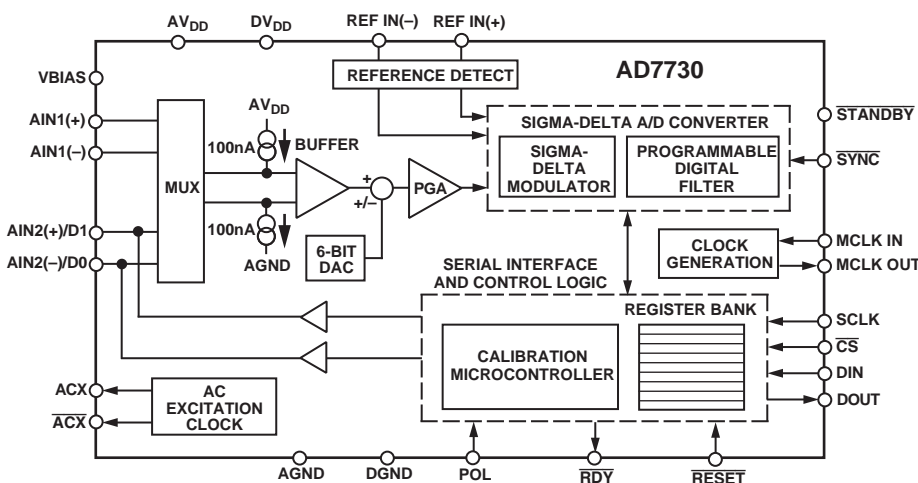 AVDD DVDD REF IN(–) REF IN(+)
REFERENCE DETECT
AD7730
VBIAS
AIN1(+)
AIN1(–)
AIN2(+)/D1
AIN2(–)/D0
MUX
AVDD
100nA
BUFFER
100nA
AGND
+
+/–
6-BIT
DAC
PGA
SIGMA-DELTA A/D CONVERTER
SIGMA-
DELTA
MODULATOR
PROGRAMMABLE
DIGITAL
FILTER
STANDBY
SYNC
CLOCK
GENERATION
MCLK IN
MCLK OUT
SERIAL INTERFACE
AND CONTROL LOGIC
REGISTER BANK
CALIBRATION
MICROCONTROLLER
SCLK
CS
DIN
DOUT
ACX
ACX
AC
EXCITATION
CLOCK
AGND DGND POL RDY RESET